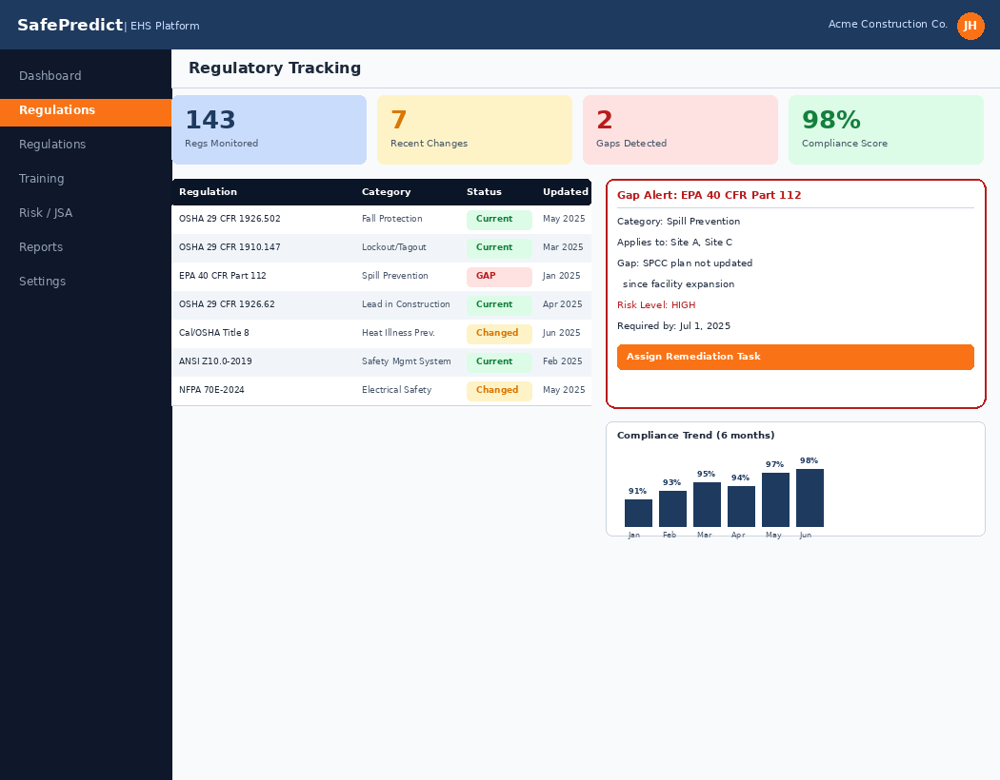 SafePredict | EHS Platform
Acme Construction Co.
JH
Dashboard
Regulations
Regulations
Training
Risk / JSA
Reports
Settings
Regulatory Tracking
143
Regs Monitored
7
Recent Changes
2
Gaps Detected
98%
Compliance Score
Regulation Category Status Updated
OSHA 29 CFR 1926.502 Fall Protection Current May 2025
OSHA 29 CFR 1910.147 Lockout/Tagout Current Mar 2025
EPA 40 CFR Part 112 Spill Prevention GAP Jan 2025
OSHA 29 CFR 1926.62 Lead in Construction Current Apr 2025
Cal/OSHA Title 8 Heat Illness Prev. Changed Jun 2025
ANSI Z10.0-2019 Safety Mgmt System Current Feb 2025
NFPA 70E-2024 Electrical Safety Changed May 2025
Gap Alert: EPA 40 CFR Part 112
Category: Spill Prevention
Applies to: Site A, Site C
Gap: SPCC plan not updated
since facility expansion
Risk Level: HIGH
Required by: Jul 1, 2025
Assign Remediation Task
Compliance Trend (6 months)
91% 93% 95% 94% 97% 98%
Jan Feb Mar Apr May Jun